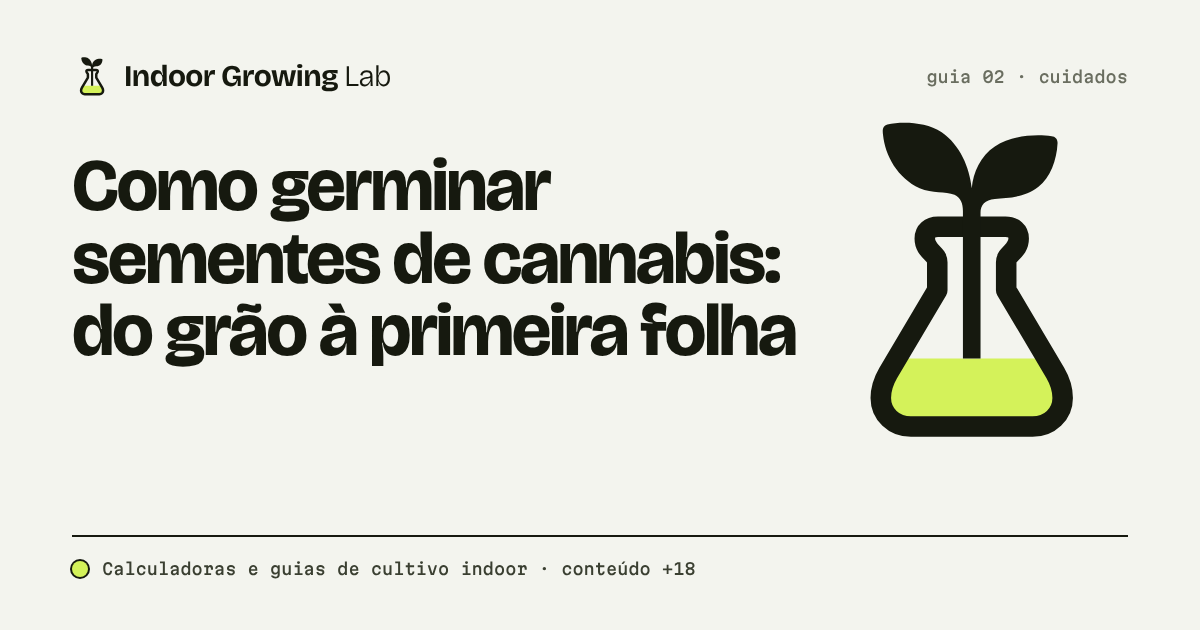 Indoor Growing Lab
guia 02 · cuidados
Como germinar
sementes de cannabis:
do grão à primeira folha
Calculadoras e guias de cultivo indoor · conteúdo +18